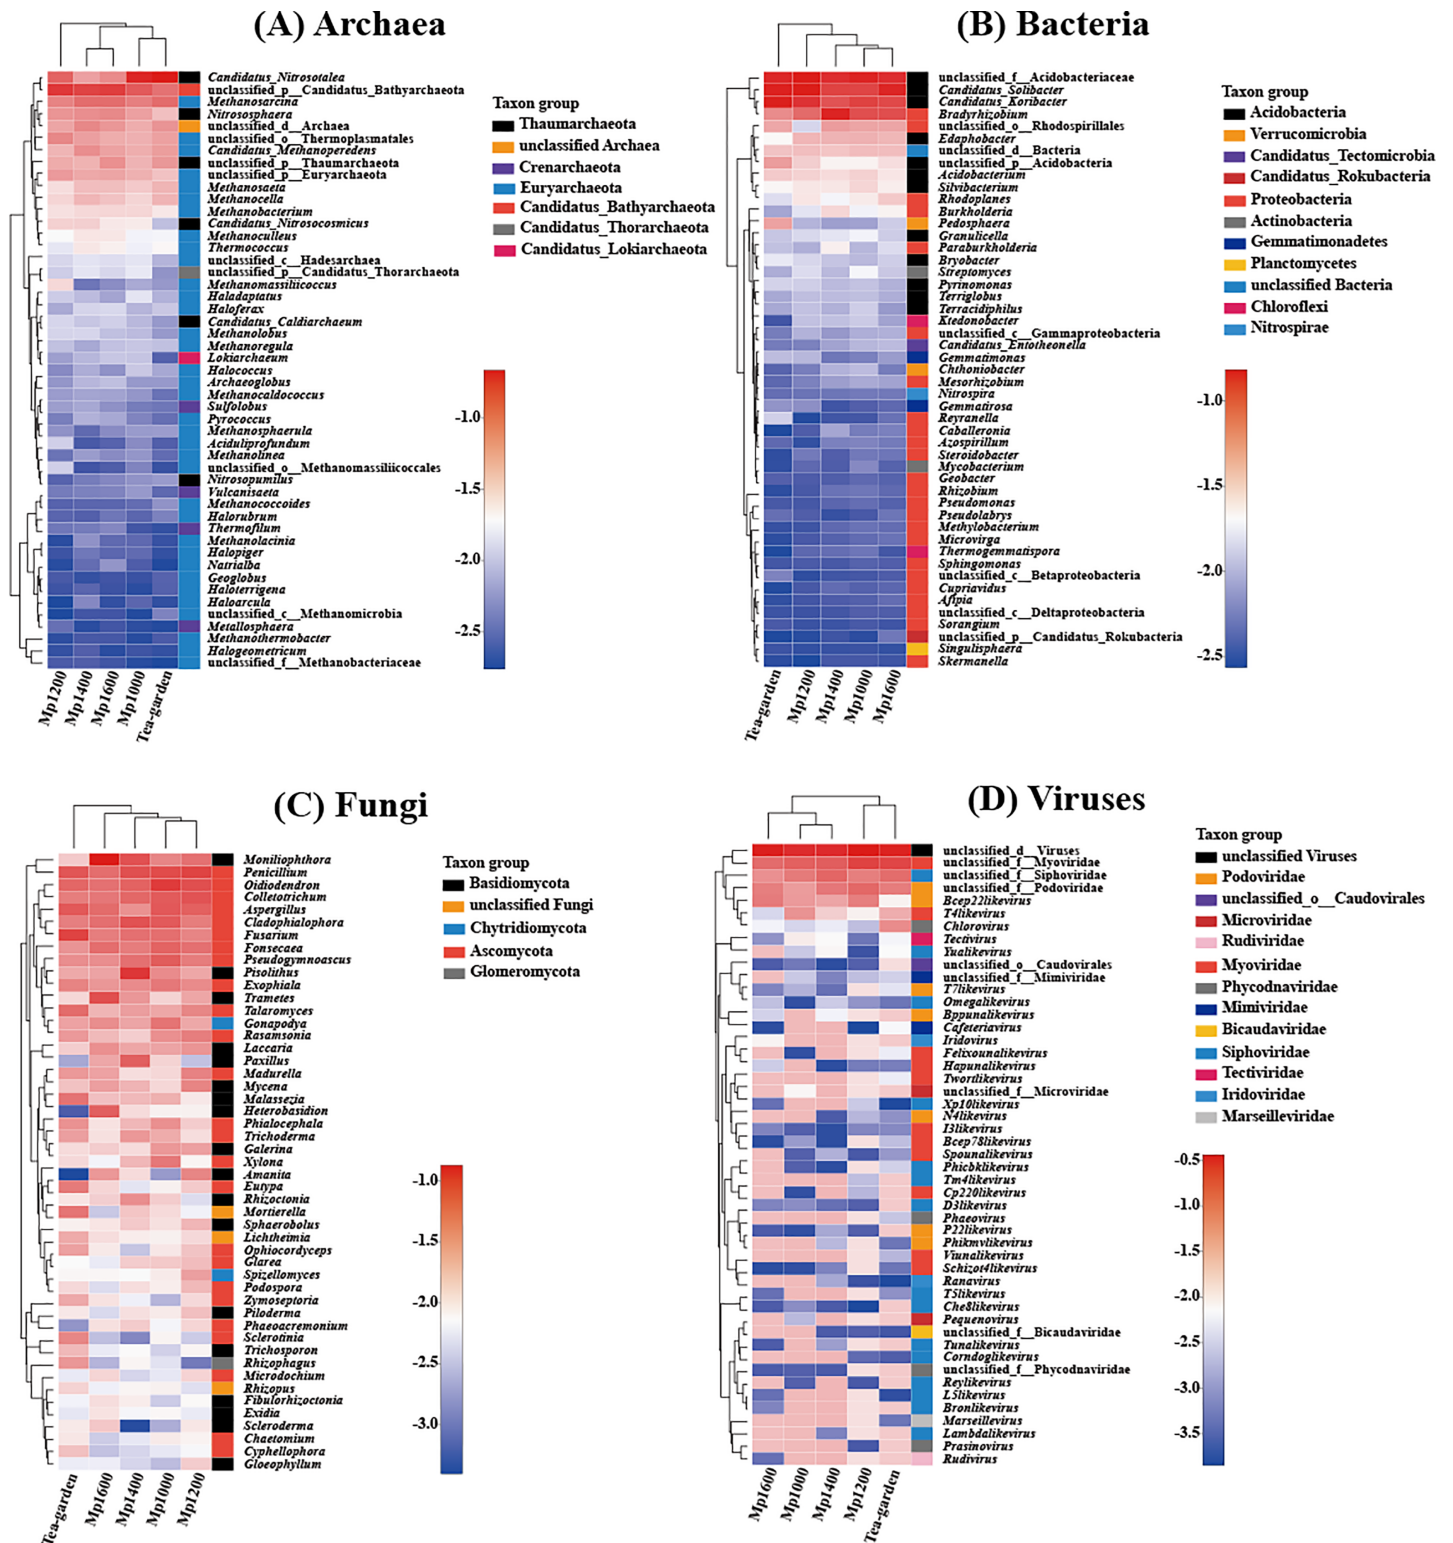 (A) Archaea
Candidatus_Nitrosotalea
unclassified_p__Candidatus_Bathyarchaeota
Methanosarcina
Nitrososphaera
unclassified_d__Archaea
unclassified_o__Thermoplasmatales
Candidatus_Methanoperedens
unclassified_p__Thaumarchaeota
unclassified_p__Euryarchaeota
Methanosaeta
Methanocella
Methanobacterium
Candidatus_Nitrosocosmicus
Methanoculleus
Thermococcus
unclassified_c__Hadesarchaea
unclassified_p__Candidatus_Thorarchaeota
Methanomassiliicoccus
Haladaptatus
Haloferax
Candidatus_Caldiarchaeum
Methanolobus
Methanoregula
Lokiarchaeum
Halococcus
Archaeoglobus
Methanocaldococcus
Sulfolobus
Pyrococcus
Methanosphaerula
Aciduliprofundum
Methanolinea
unclassified_o__Methanomassiliicoccales
Nitrosopumilus
Vulcanisaeta
Methanococcoides
Halorubrum
Thermofilum
Methanolacinia
Halopiger
Natrialba
Geoglobus
Haloterrigena
Haloarcula
unclassified_c__Methanomicrobia
Metallosphaera
Methanothermobacter
Halogeometricum
unclassified_f__Methanobacteriaceae
Mp1200
Mp1400
Mp1600
Mp1000
Tea-garden
Taxon group
Thaumarchaeota
unclassified Archaea
Crenarchaeota
Euryarchaeota
Candidatus_Bathyarchaeota
Candidatus_Thorarchaeota
Candidatus_Lokiarchaeota
-1.0
-1.5
-2.0
-2.5
(B) Bacteria
unclassified_f__Acidobacteriaceae
Candidatus_Solibacter
Candidatus_Koribacter
Bradyrhizobium
unclassified_o__Rhodospirillales
Edaphobacter
unclassified_d__Bacteria
unclassified_p__Acidobacteria
Acidobacterium
Silvibacterium
Rhodoplanes
Burkholderia
Pedosphaera
Granulicella
Paraburkholderia
Bryobacter
Streptomyces
Pyrinomonas
Terriglobus
Terracidiphilus
Ktedonobacter
unclassified_c__Gammaproteobacteria
Candidatus_Entotheonella
Gemmatimonas
Chthoniobacter
Mesorhizobium
Nitrospira
Gemmatirosa
Reyranella
Caballeronia
Azospirillum
Steroidobacter
Mycobacterium
Geobacter
Rhizobium
Pseudomonas
Pseudolabrys
Methylobacterium
Microvirga
Thermogemmatispora
Sphingomonas
unclassified_c__Betaproteobacteria
Cupriavidus
Afipia
unclassified_c__Deltaproteobacteria
Sorangium
unclassified_p__Candidatus_Rokubacteria
Singulisphaera
Skermanella
Tea-garden
Mp1200
Mp1400
Mp1000
Mp1600
Taxon group
Acidobacteria
Verrucomicrobia
Candidatus_Tectomicrobia
Candidatus_Rokubacteria
Proteobacteria
Actinobacteria
Gemmatimonadetes
Planctomycetes
unclassified Bacteria
Chloroflexi
Nitrospirae
-1.0
-1.5
-2.0
-2.5
(C) Fungi
Moniliophthora
Penicillium
Oidiodendron
Colletotrichum
Aspergillus
Cladophialophora
Fusarium
Fonsecaea
Pseudogymnoascus
Pisolithus
Exophiala
Trametes
Talaromyces
Gonapodya
Rasamsonia
Laccaria
Paxillus
Madurella
Mycena
Malassezia
Heterobasidion
Phialocephala
Trichoderma
Galerina
Xylona
Amanita
Eutypa
Rhizoctonia
Mortierella
Sphaerobolus
Lichtheimia
Ophiocordyceps
Glarea
Spizellomyces
Podospora
Zymoseptoria
Piloderma
Phaeoacremonium
Sclerotinia
Trichosporon
Rhizophagus
Microdochium
Rhizopus
Fibulorhizoctonia
Exidia
Scleroderma
Chaetomium
Cyphellophora
Gloeophyllum
Tea-garden
Mp1600
Mp1400
Mp1000
Mp1200
Taxon group
Basidiomycota
unclassified Fungi
Chytridiomycota
Ascomycota
Glomeromycota
-1.0
-1.5
-2.0
-2.5
-3.0
(D) Viruses
unclassified_d__Viruses
unclassified_f__Myoviridae
unclassified_f__Siphoviridae
unclassified_f__Podoviridae
Bcep22likevirus
T4likevirus
Chlorovirus
Tectivirus
Yualikevirus
unclassified_o__Caudovirales
unclassified_f__Mimiviridae
T7likevirus
Omegalikevirus
Bppunalikevirus
Cafeteriavirus
Iridovirus
Felixounalikevirus
Hapunalikevirus
Twortlikevirus
unclassified_f__Microviridae
Xp10likevirus
N4likevirus
I3likevirus
Bcep78likevirus
Spounalikevirus
Phicbklikevirus
Tm4likevirus
Cp220likevirus
D3likevirus
Phaeovirus
P22likevirus
Phikmvlikevirus
Viunalikevirus
Schizot4likevirus
Ranavirus
T5likevirus
Che8likevirus
Pequenovirus
unclassified_f__Bicaudaviridae
Tunalikevirus
Corndoglikevirus
unclassified_f__Phycodnaviridae
Reylikevirus
L5likevirus
Bronlikevirus
Marseillevirus
Lambdalikevirus
Prasinovirus
Rudivirus
Mp1600
Mp1000
Mp1400
Mp1200
Tea-garden
Taxon group
unclassified Viruses
Podoviridae
unclassified_o__Caudovirales
Microviridae
Rudiviridae
Myoviridae
Phycodnaviridae
Mimiviridae
Bicaudaviridae
Siphoviridae
Tectiviridae
Iridoviridae
Marseilleviridae
-0.5
-1.0
-1.5
-2.0
-2.5
-3.0
-3.5